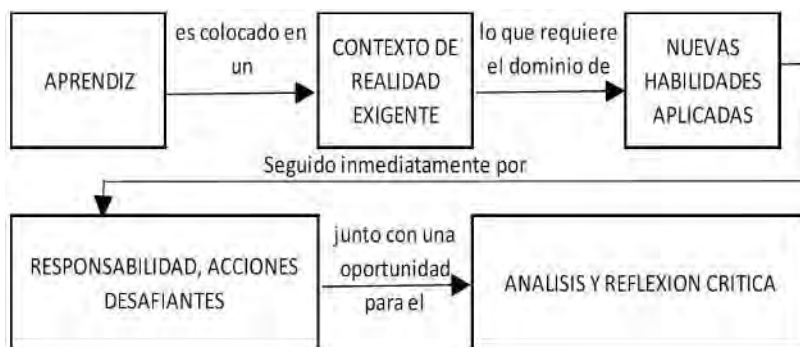 APRENDIZ
es colocado en
un
CONTEXTO DE
REALIDAD
EXIGENTE
lo que requiere
el dominio de
NUEVAS
HABILIDADES
APLICADAS
Seguido inmediatamente por
RESPONSABILIDAD, ACCIONES
DESAFIANTES
junto con una
oportunidad
para el
ANALISIS Y REFLEXION CRITICA